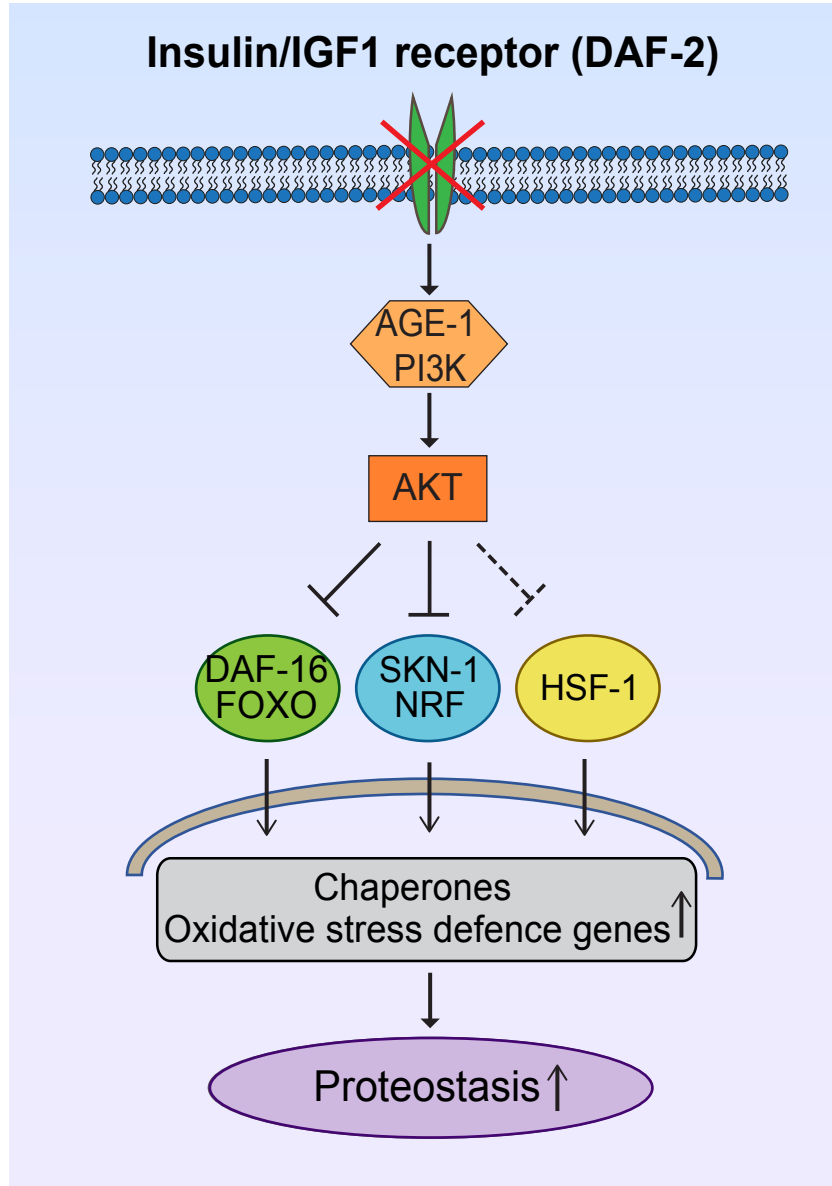 Insulin/IGF1 receptor (DAF-2)
AGE-1
PI3K
AKT
DAF-16
FOXO
SKN-1
NRF
HSF-1
Chaperones
Oxidative stress defence genes
Proteostasis